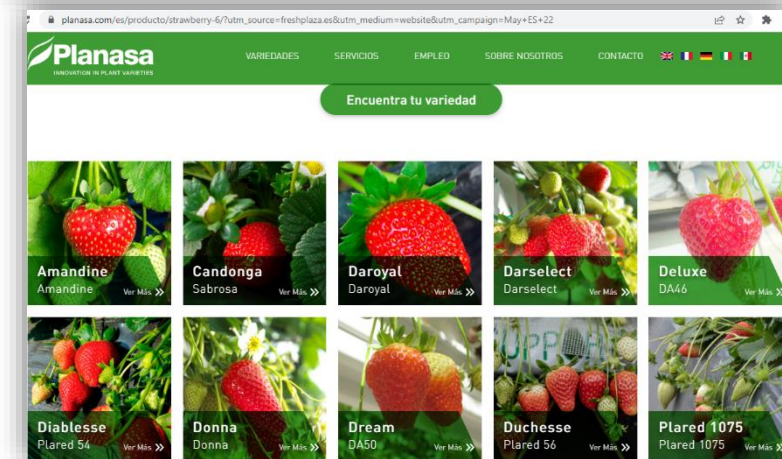 planasa.com/es/producto/strawberry-6/?utm_source=freshplaza.es&utm_medium=website&utm_campaign=May+ES+22
Planasa
INNOVATION IN PLANT VARIETIES
VARIEDADES SERVICIOS EMPLEO SOBRE NOSOTROS CONTACTO
Encuentra tu variedad
Amandine
Amandine Ver Más
Candonga
Sabrosa Ver Más
Daroyal
Daroyal Ver Más
Darselect
Darselect Ver Más
Deluxe
DA46 Ver Más
Diablesse
Plared 54 Ver Más
Donna
Donna Ver Más
Dream
DA50 Ver Más
UPP
Duchesse
Plared 56 Ver Más
Plared 1075
Plared 1075 Ver Más